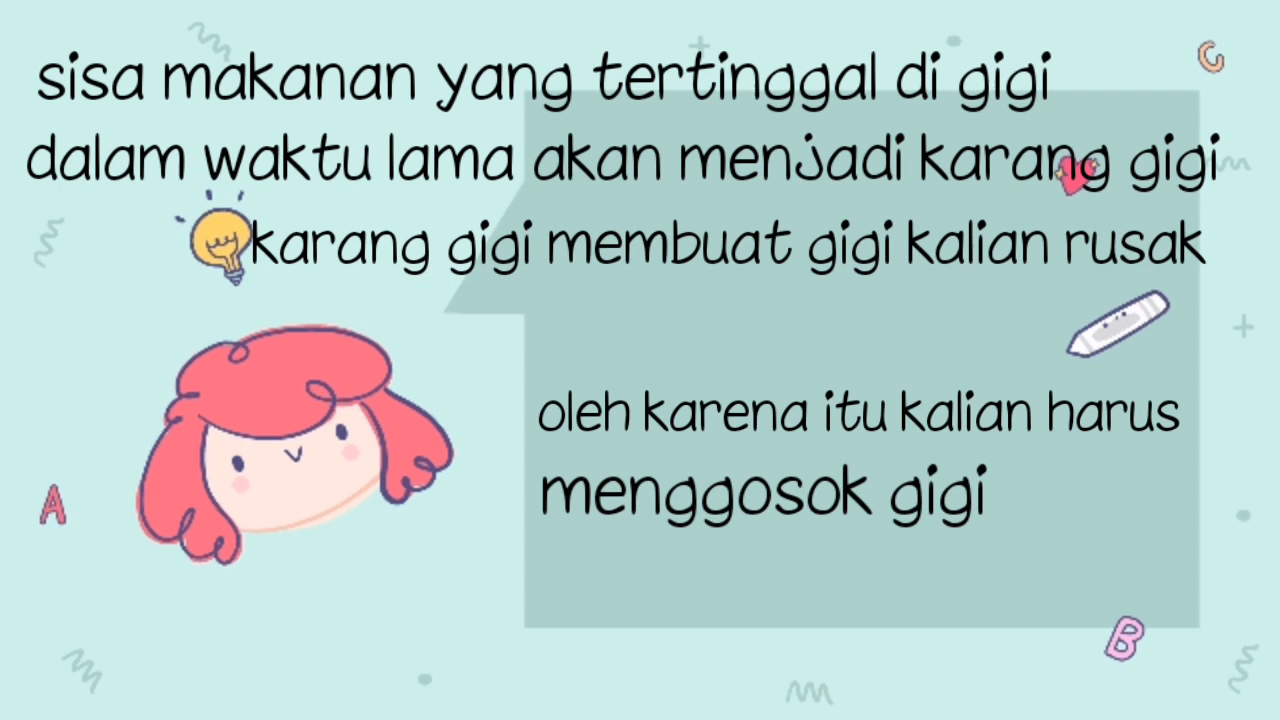 sisa makanan yang tertinggal di gigi
dalam waktu lama akan menjadi karang gigi
karang gigi membuat gigi kalian rusak
oleh karena itu kalian harus
menggosok gigi
C
A
B